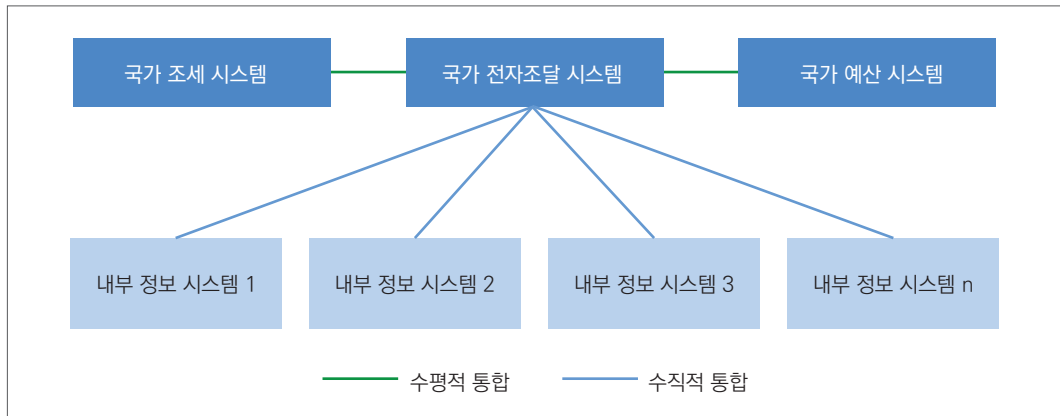 국가 조세 시스템
국가 전자조달 시스템
국가 예산 시스템
내부 정보 시스템 1
내부 정보 시스템 2
내부 정보 시스템 3
내부 정보 시스템 n
수평적 통합
수직적 통합